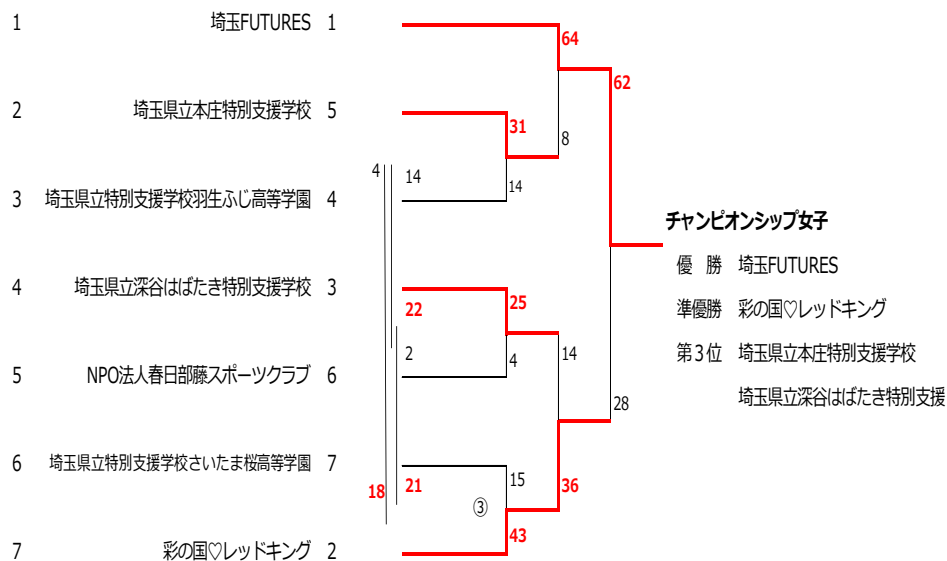 1 埼玉FUTURES 1
64
62
2 埼玉県立本庄特別支援学校 5
31
8
4 14
14
3 埼玉県立特別支援学校羽生ふじ高等学園 4
チャンピオンシップ女子
優 勝 埼玉FUTURES
4 埼玉県立深谷はばたき特別支援学校 3
22 25
準優勝 彩の国♡レッドキング
2 4 14
第3位 埼玉県立本庄特別支援学校
5 NPO法人春日部藤スポーツクラブ 6
埼玉県立深谷はばたき特別支援
28
6 埼玉県立特別支援学校さいたま桜高等学園 7
18 21 15 36
③
43
7 彩の国♡レッドキング 2